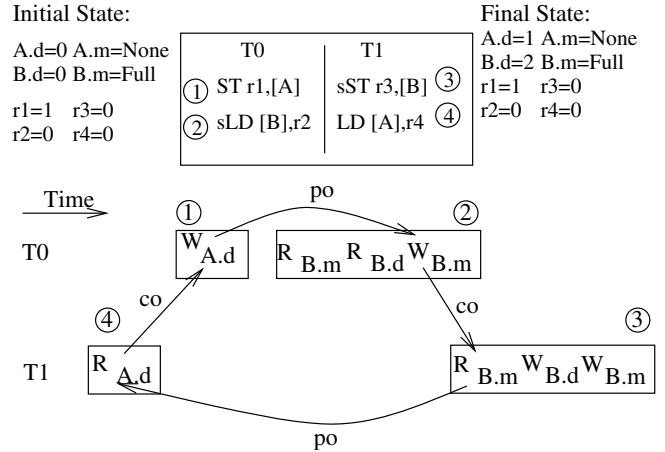 Initial State:
A.d=0 A.m=None
B.d=0 B.m=Full
r1=1 r3=0
r2=0 r4=0
T0 T1
① ST r1,[A] sST r3,[B] ③
② sLD [B],r2 LD [A],r4 ④
Final State:
A.d=1 A.m=None
B.d=2 B.m=Full
r1=1 r3=0
r2=0 r4=0
Time
po
① ②
T0
W A.d
R B.m R B.d W B.m
co co
④ ③
T1
R A.d
R B.m W B.d W B.m
po